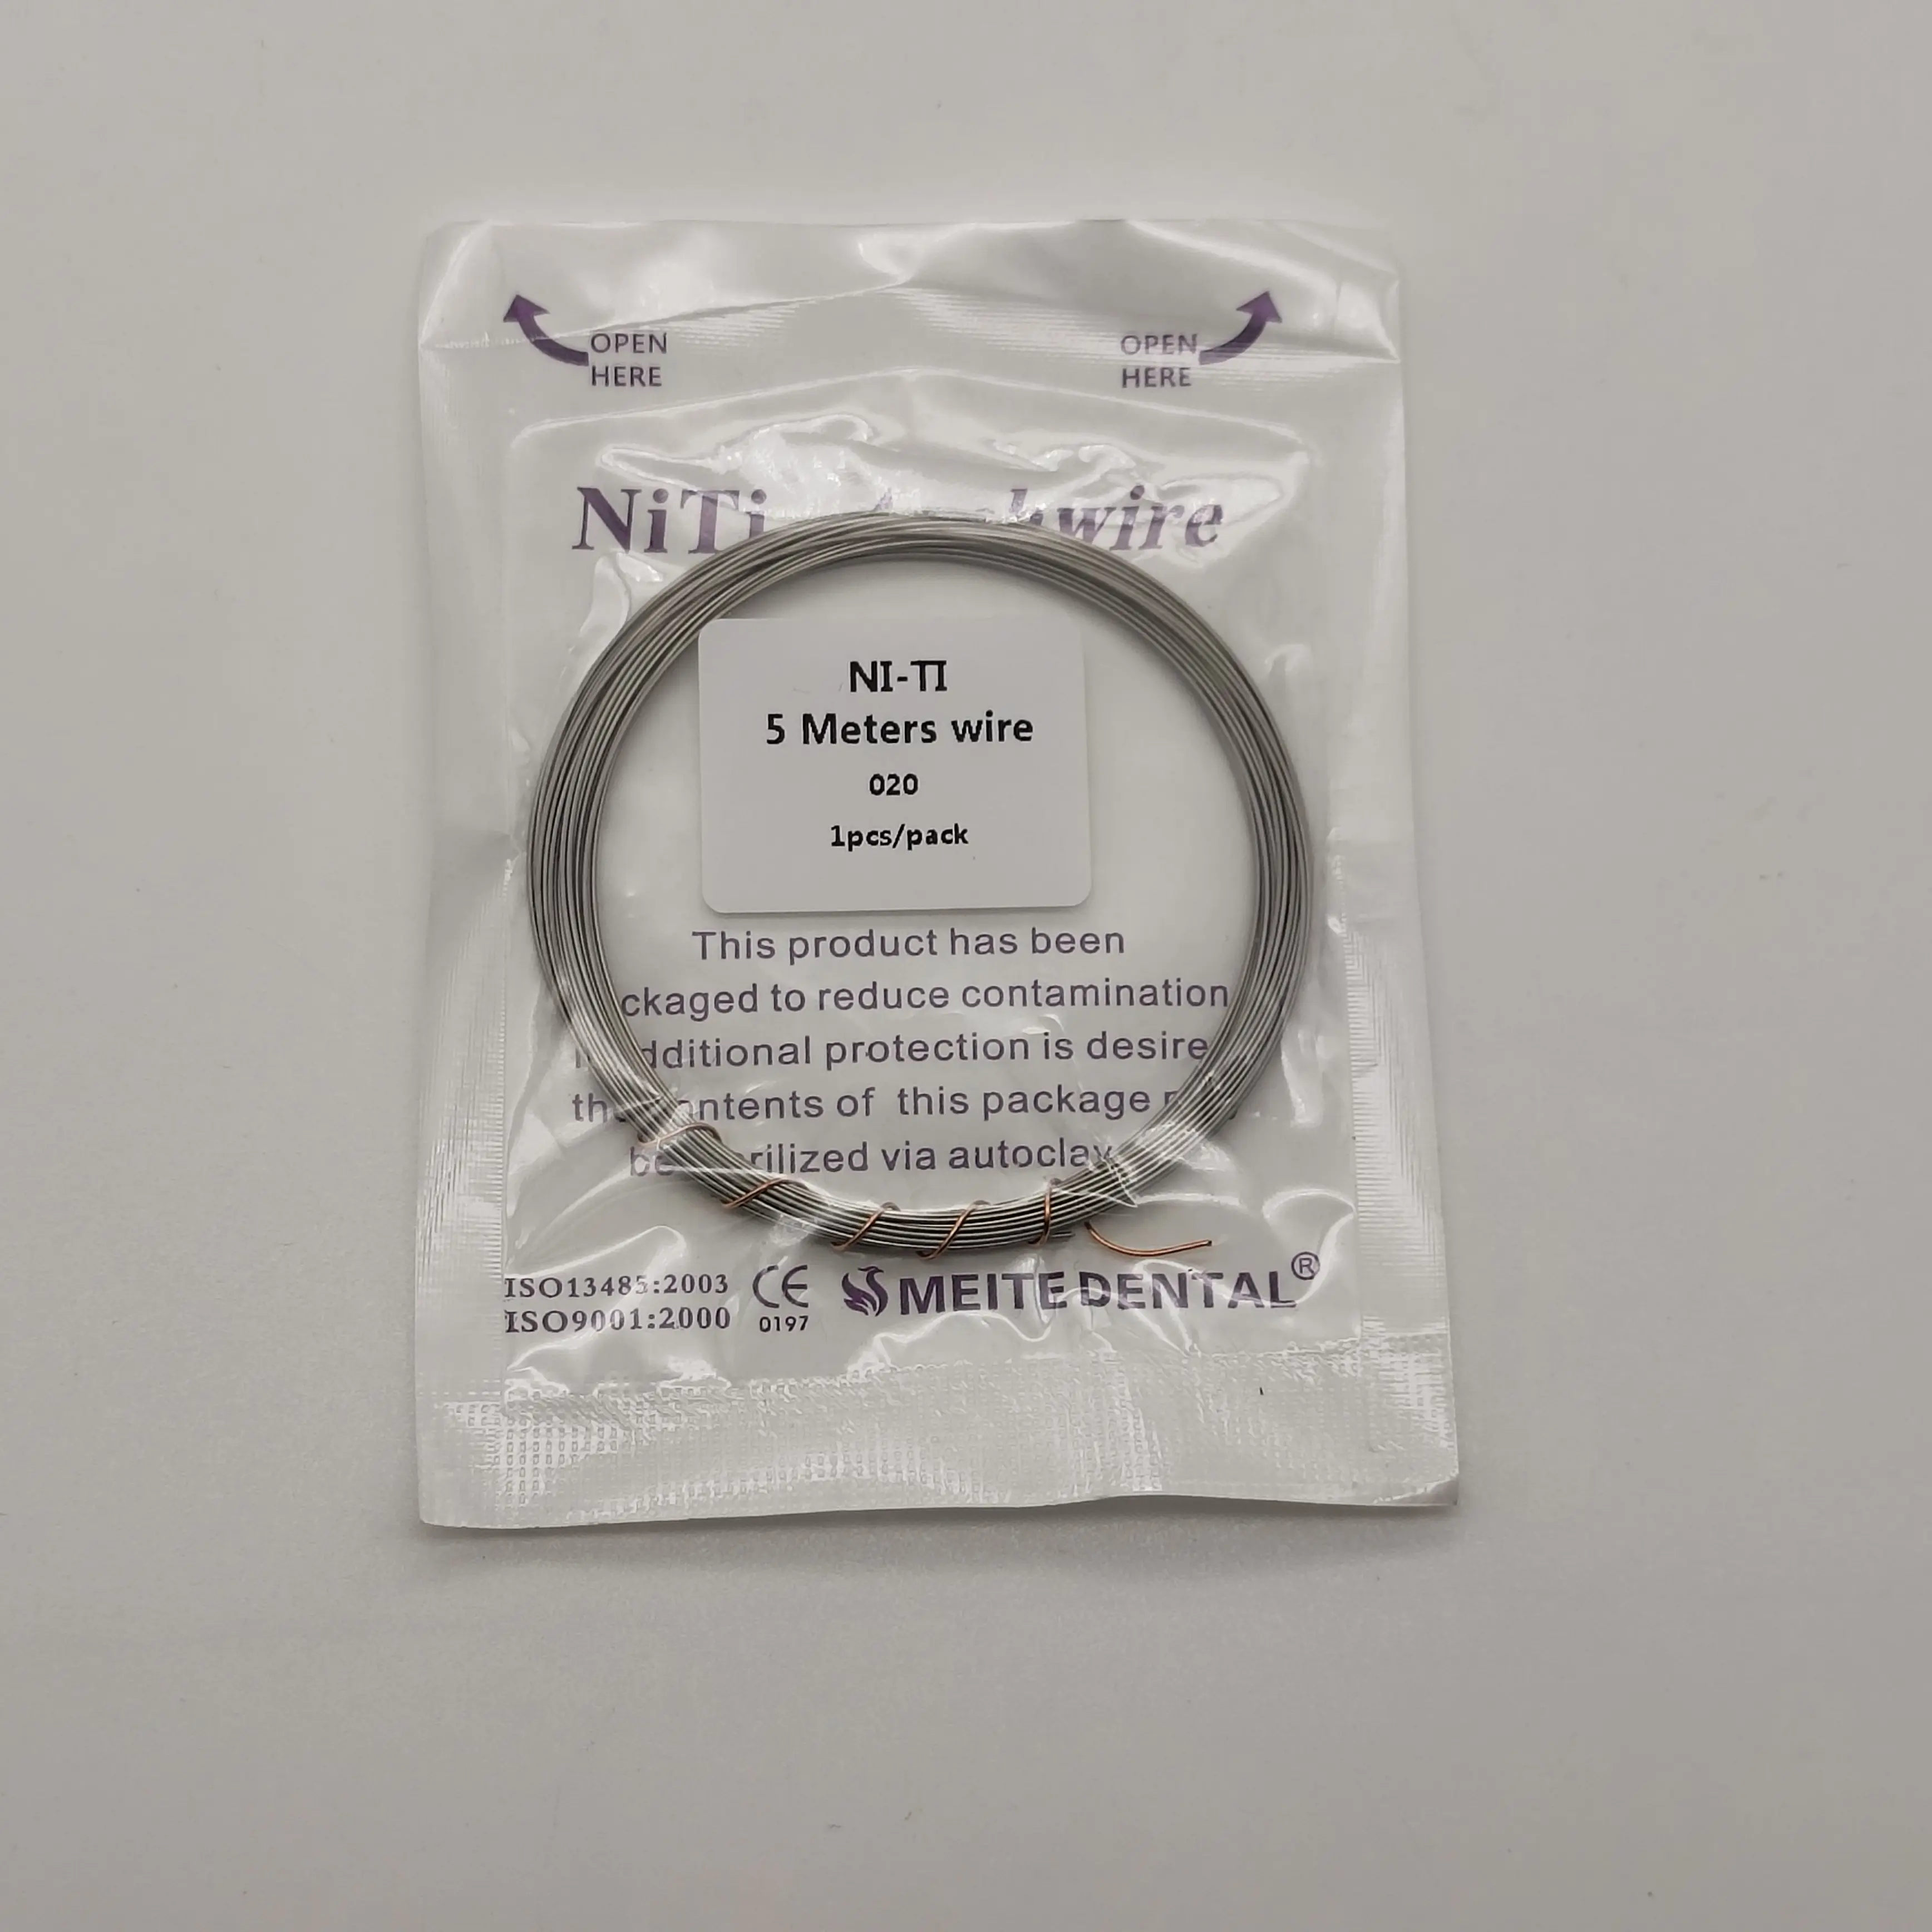 OPEN
HERE
OPEN
HERE
NiTi
NI-TI
5 Meters wire
020
1pcs/pack
This product has been
to reduce contamination
protection is
of this package
via
ISO13485:2003
ISO9001:2000
CE
0197
MEITE DENTAL®